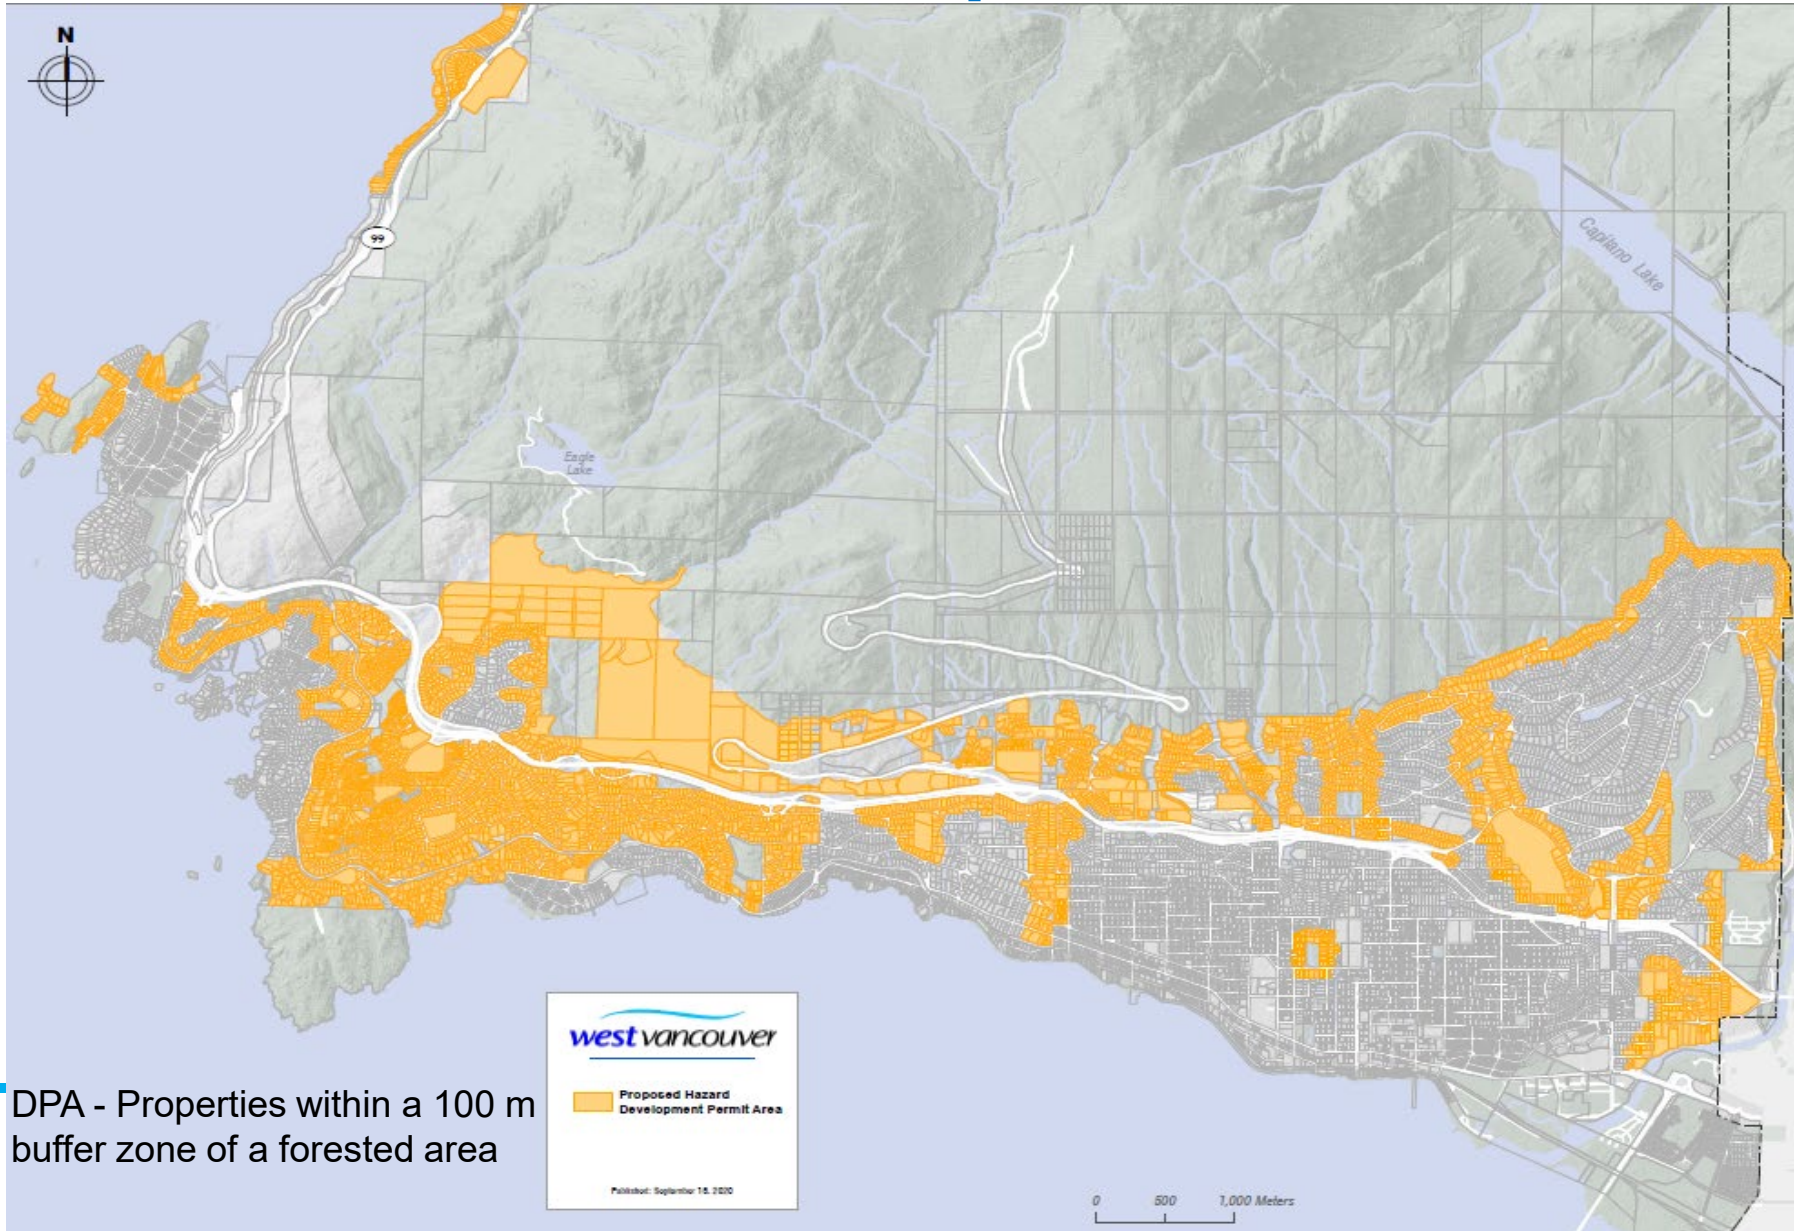 N
99
Capilano Lake
Eagle
Lake
west vancouver
Proposed Hazard
Development Permit Area
Published: September 18, 2020
DPA - Properties within a 100 m
buffer zone of a forested area
0 500 1,000 Meters